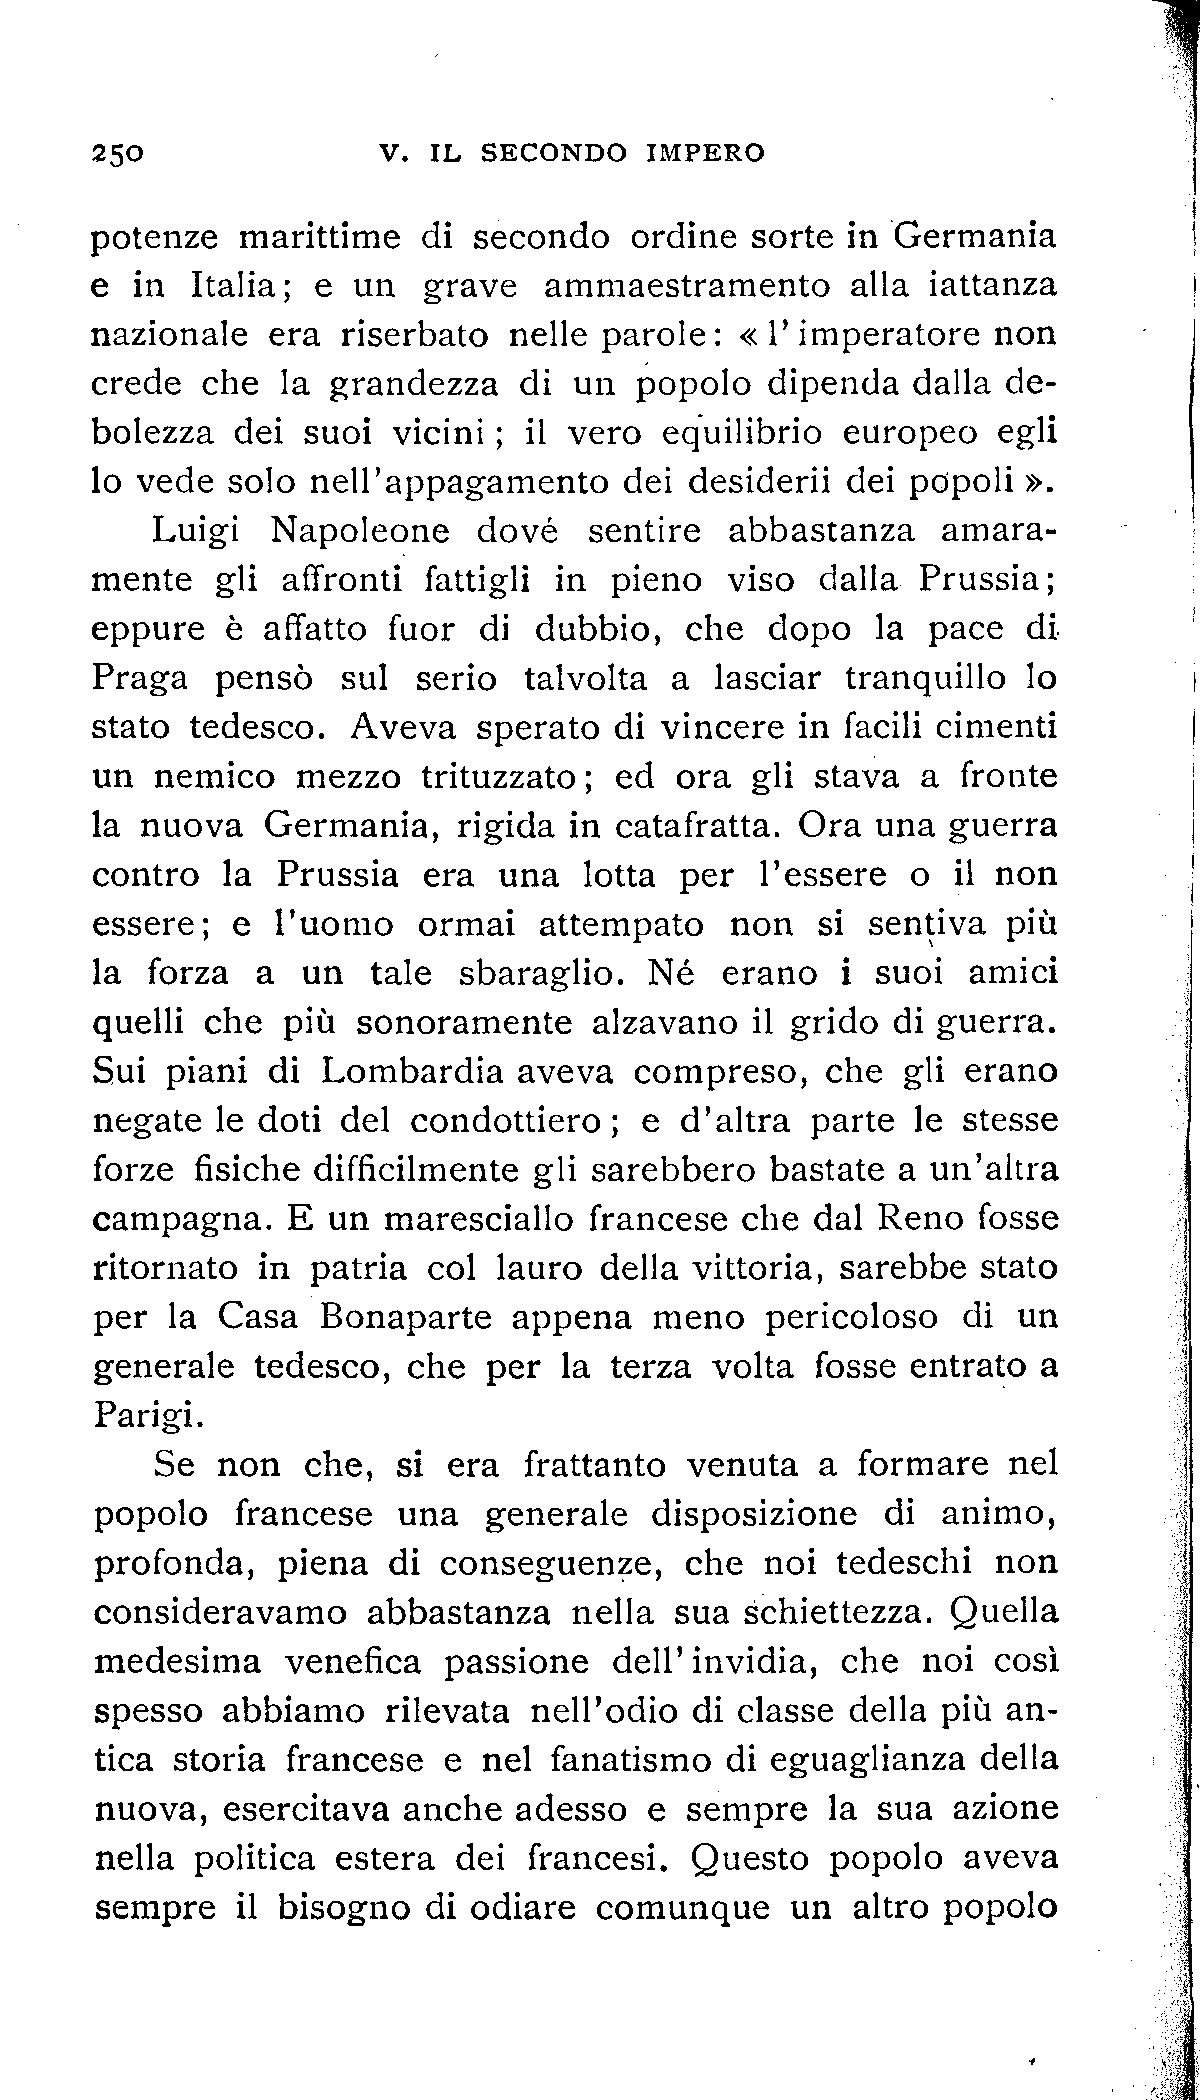 250 V. IL SECONDO IMPERO
potenze marittime di secondo ordine sorte in Germania
e in Italia; e un grave ammaestramento alla iattanza
nazionale era riserbato nelle parole: « l' imperatore non
crede che la grandezza di un popolo dipenda dalla de-
bolezza dei suoi vicini ; il vero equilibrio europeo egli
lo vede solo nell'appagamento dei desiderii dei popoli ».
Luigi Napoleone dové sentire abbastanza amara-
mente gli affronti fattigli in pieno viso dalla Prussia;
eppure è affatto fuor di dubbio, che dopo la pace di
Praga pensò sul serio talvolta a lasciar tranquillo lo
stato tedesco. Aveva sperato di vincere in facili cimenti
un nemico mezzo trituzzato; ed ora gli stava a fronte
la nuova Germania, rigida in catafratta. Ora una guerra
contro la Prussia era una lotta per l'essere o il non
essere; e l'uomo ormai attempato non si sentiva più
la forza a un tale sbaraglio. Né erano i suoi amici
quelli che più sonoramente alzavano il grido di guerra.
Sui piani di Lombardia aveva compreso, che gli erano
negate le doti del condottiero ; e d'altra parte le stesse
forze fisiche difficilmente gli sarebbero bastate a un'altra
campagna. E un maresciallo francese che dal Reno fosse
ritornato in patria col lauro della vittoria, sarebbe stato
per la Casa Bonaparte appena meno pericoloso di un
generale tedesco, che per la terza volta fosse entrato a
Parigi.
Se non che, si era frattanto venuta a formare nel
popolo francese una generale disposizione di animo,
profonda, piena di conseguenze, che noi tedeschi non
consideravamo abbastanza nella sua schiettezza. Quella
medesima venefica passione dell' invidia, che noi così
spesso abbiamo rilevata nell'odio di classe della più an-
tica storia francese e nel fanatismo di eguaglianza della
nuova, esercitava anche adesso e sempre la sua azione
nella politica estera dei francesi. Questo popolo aveva
sempre il bisogno di odiare comunque un altro popolo